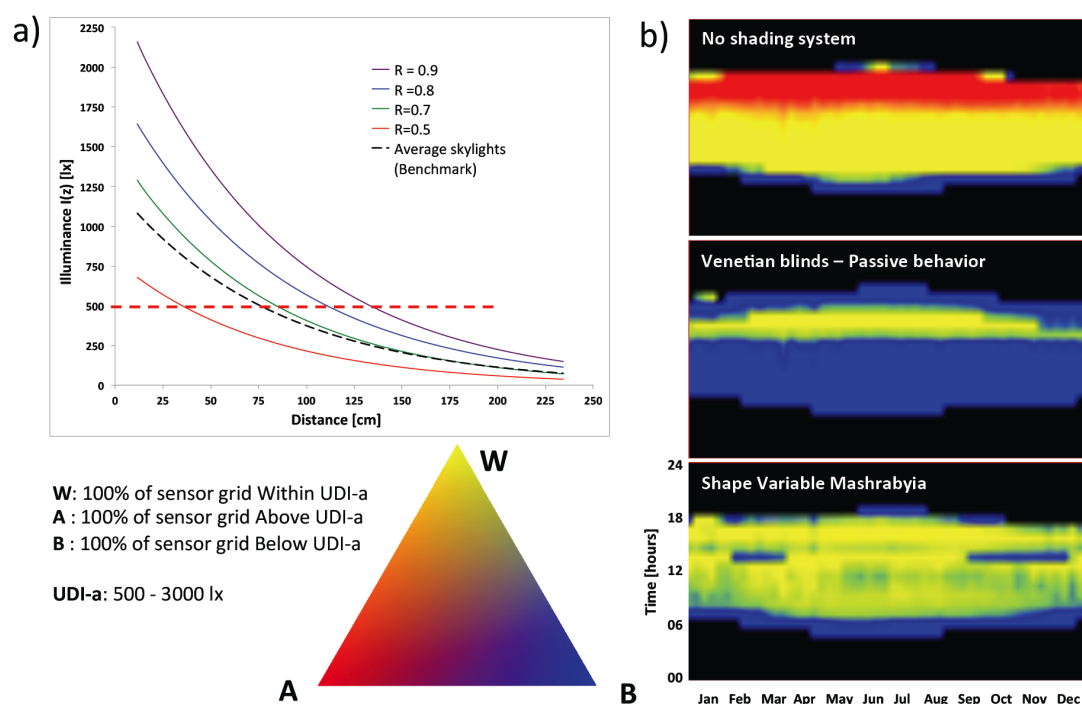 a)
2250
2000
1750
1500
1250
1000
750
500
250
0
0 25 50 75 100 125 150 175 200 225 250
Illuminance I(z) [lx]
Distance [cm]
R = 0.9
R =0.8
R=0.7
R=0.5
Average skylights
(Benchmark)
W: 100% of sensor grid Within UDI-a
A : 100% of sensor grid Above UDI-a
B : 100% of sensor grid Below UDI-a
UDI-a: 500 - 3000 lx
W
A
B
b)
No shading system
Venetian blinds – Passive behavior
Shape Variable Mashrabyia
24
18
12
06
00
Time [hours]
Jan Feb Mar Apr May Jun Jul Aug Sep Oct Nov Dec